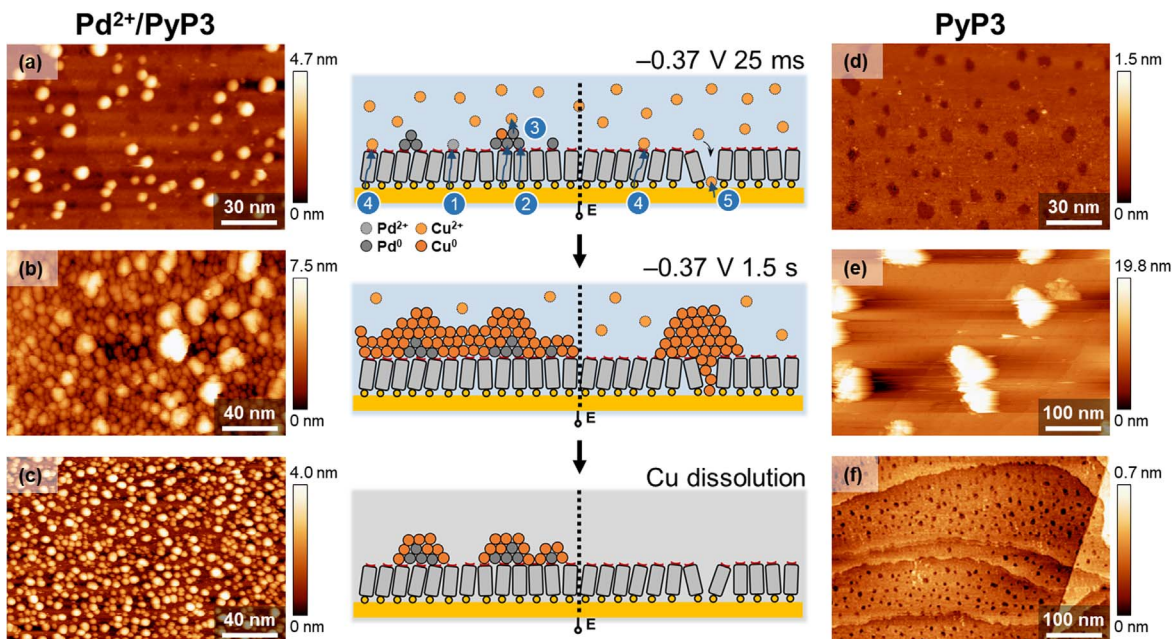 Pd²⁺/PyP3
PyP3
(a)
4.7 nm
30 nm
0 nm
–0.37 V 25 ms
3
4
1
2
4
5
E
Pd²⁺
Cu²⁺
Pd⁰
Cu⁰
(d)
1.5 nm
30 nm
0 nm
(b)
7.5 nm
40 nm
0 nm
–0.37 V 1.5 s
E
(e)
19.8 nm
100 nm
0 nm
(c)
4.0 nm
40 nm
0 nm
Cu dissolution
E
(f)
0.7 nm
100 nm
0 nm